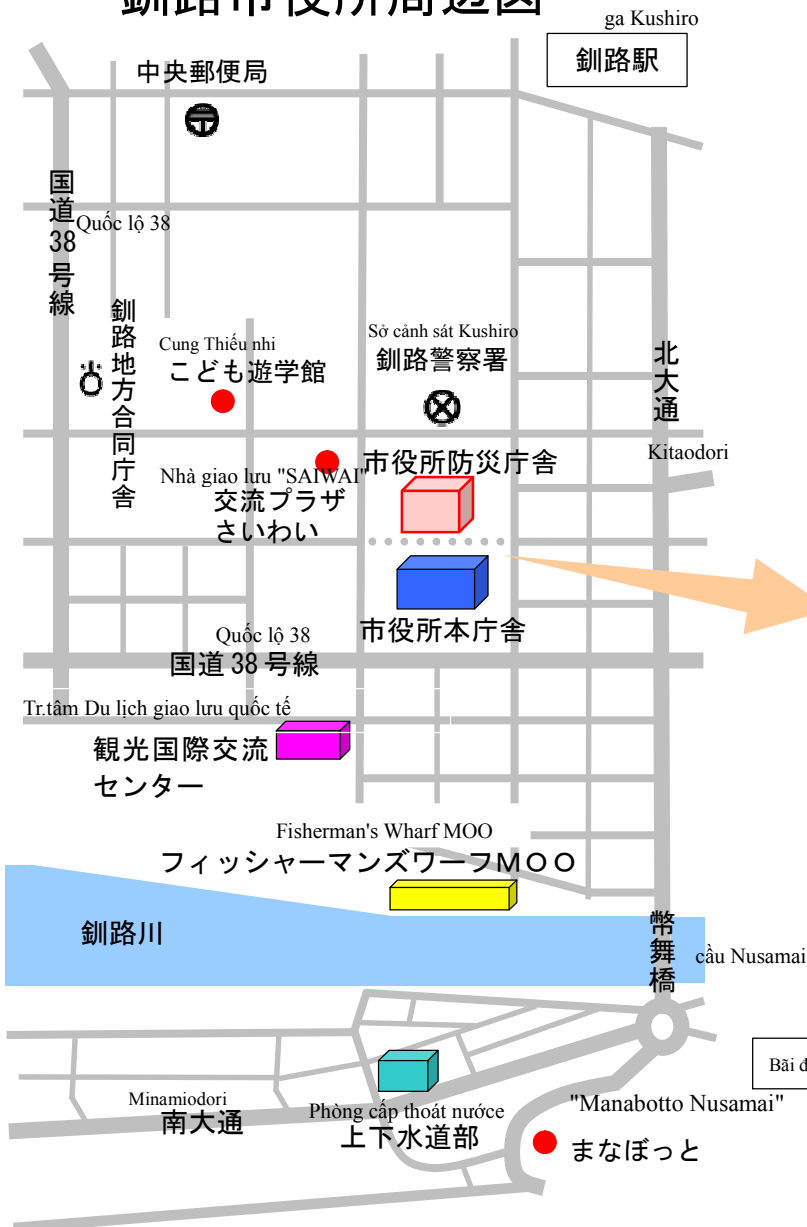 釧路市役所周辺図
ga Kushiro
釧路駅
中央郵便局
国道38号線
Quốc lộ 38
釧路地方合同庁舎
Cung Thiếu nhi
こども遊学館
Sở cảnh sát Kushiro
釧路警察署
北大通
Kitaodori
市役所防災庁舎
Nhà giao lưu "SAIWAI"
交流プラザ
さいわい
市役所本庁舎
Quốc lộ 38
国道38号線
Tr.tâm Du lịch giao lưu quốc tế
観光国際交流
センター
Fisherman's Wharf MOO
フィッシャーマンズワーフＭＯＯ
釧路川
幣舞橋
cầu Nusamai
Bãi đ
Minamiodori
南大通
Phòng cấp thoát nước
上下水道部
"Manabotto Nusamai"
まなぼっと